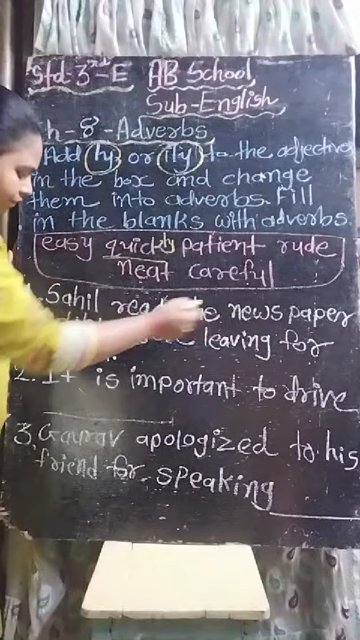 Std-3rd-E AB School
Sub-English
h-8-Adverbs
Add ly or ily to the adjective
in the box and change
them into adverbs. Fill
in the blanks with adverbs.
easy quickly patient rude
neat careful
Sahil news paper
leaving for
2. It is important to drive
3. Gaurav apologized to his
friend for speaking